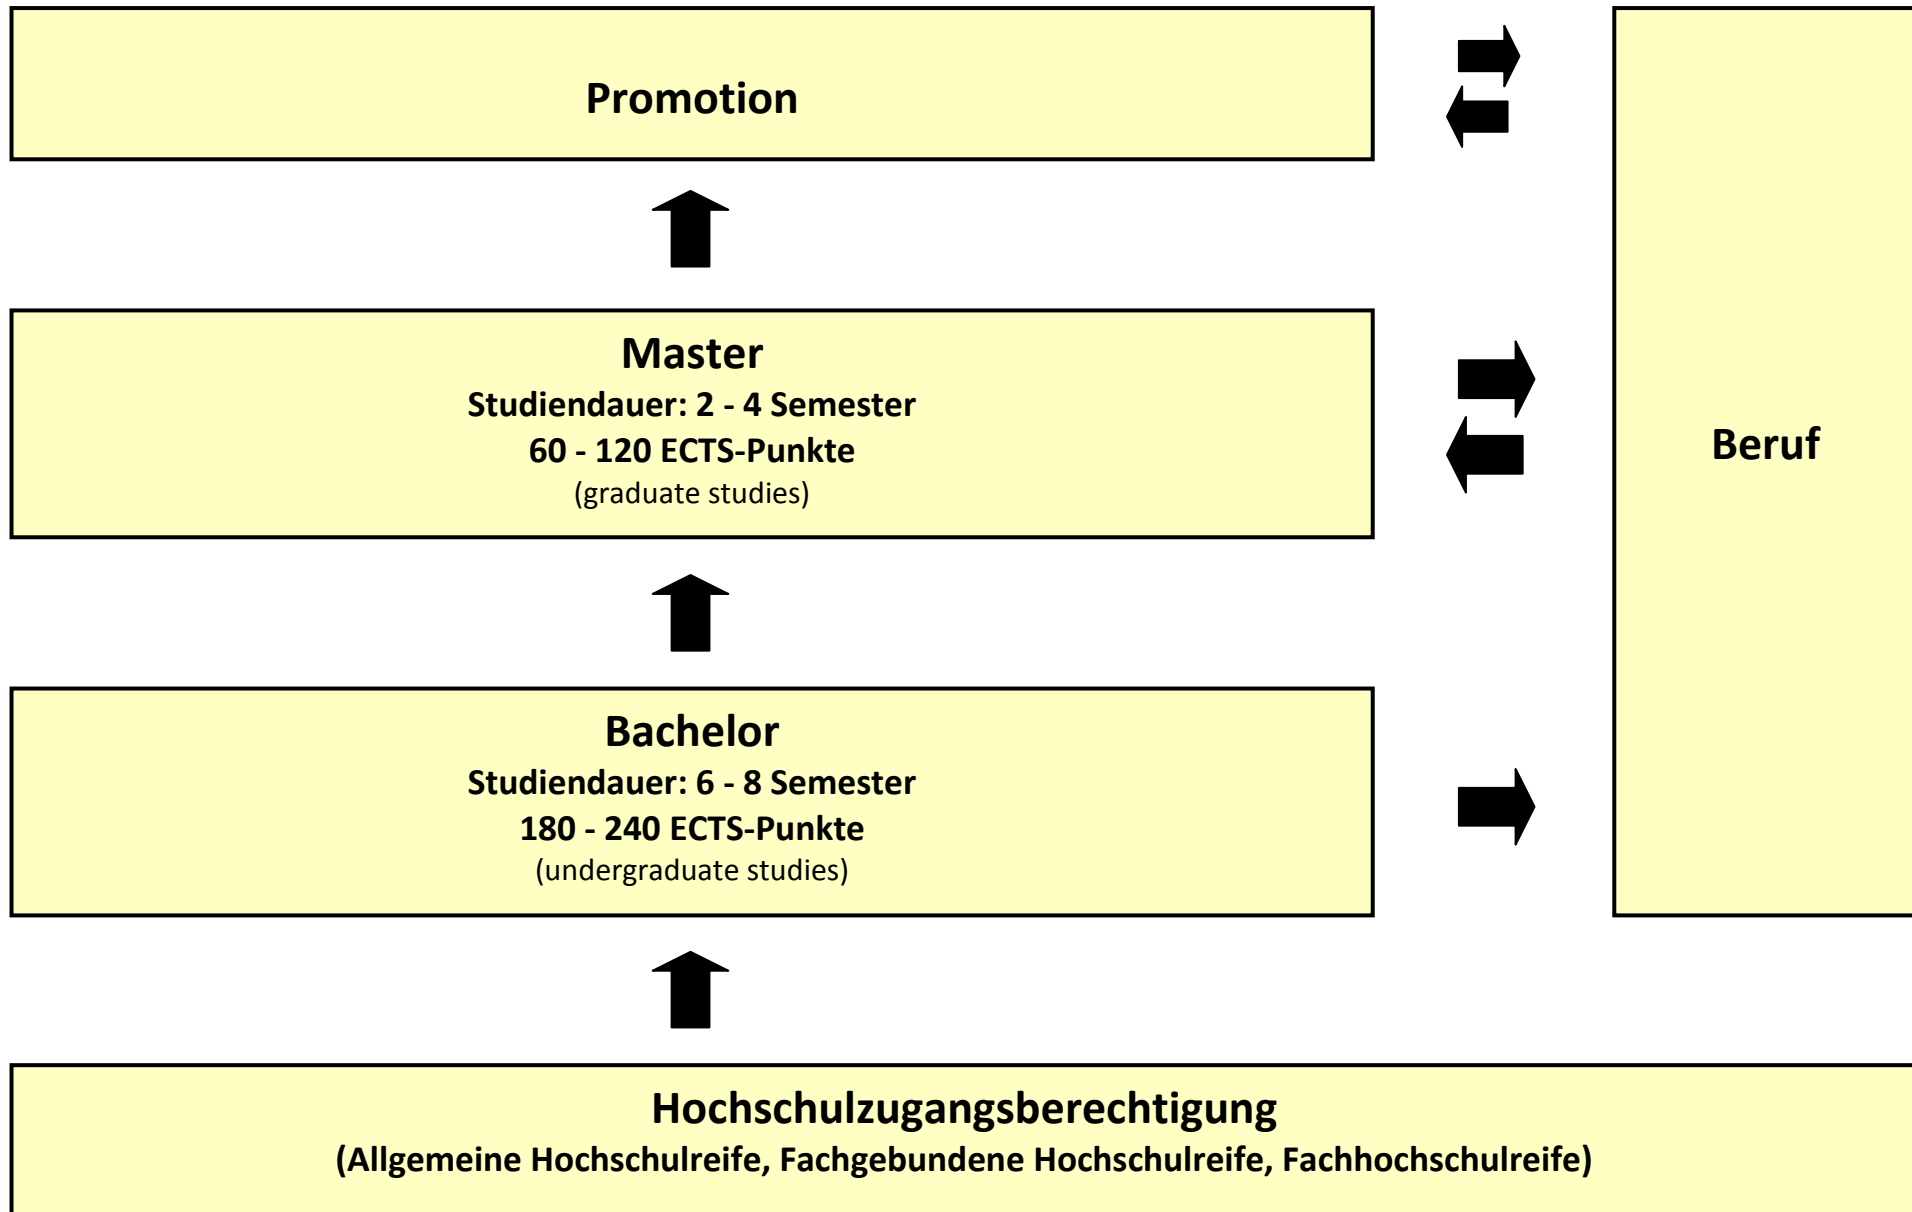 Promotion
Master
Studiendauer: 2 - 4 Semester
60 - 120 ECTS-Punkte
(graduate studies)
Beruf
Bachelor
Studiendauer: 6 - 8 Semester
180 - 240 ECTS-Punkte
(undergraduate studies)
Hochschulzugangsberechtigung
(Allgemeine Hochschulreife, Fachgebundene Hochschulreife, Fachhochschulreife)